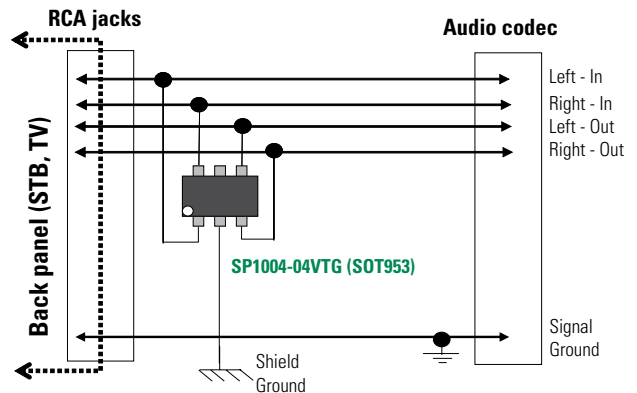 RCA jacks
Audio codec
Back panel (STB, TV)
Left - In
Right - In
Left - Out
Right - Out
SP1004-04VTG (SOT953)
Signal
Ground
Shield
Ground